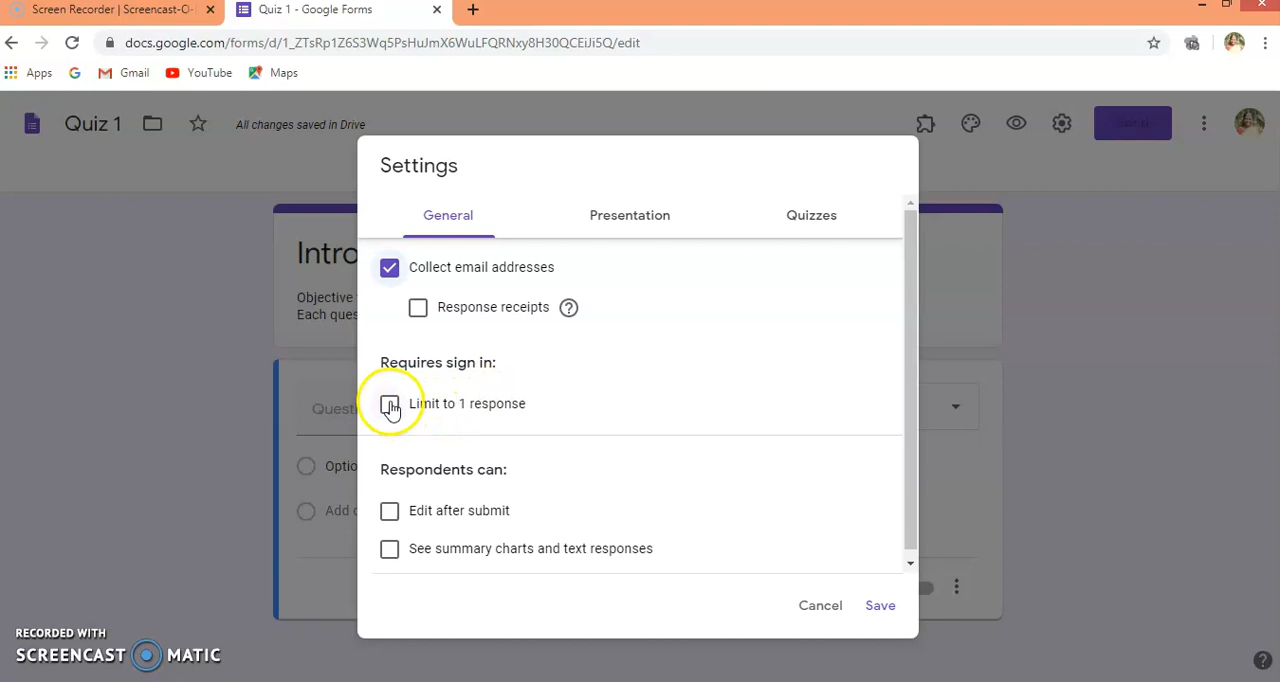 Screen Recorder | Screencast-O-
Quiz 1 - Google Forms
docs.google.com/forms/d/1_ZTsRp1Z6S3Wq5PsHuJmX6WuLFQRNxy8H30QCEiJi5Q/edit
Apps
Gmail
YouTube
Maps
Quiz 1
All changes saved in Drive
Settings
General
Presentation
Quizzes
Intro
Collect email addresses
Objective
Each ques
Response receipts
Requires sign in:
Limit to 1 response
Questi
Optio
Respondents can:
Add o
Edit after submit
See summary charts and text responses
Cancel
Save
RECORDED WITH
SCREENCAST MATIC